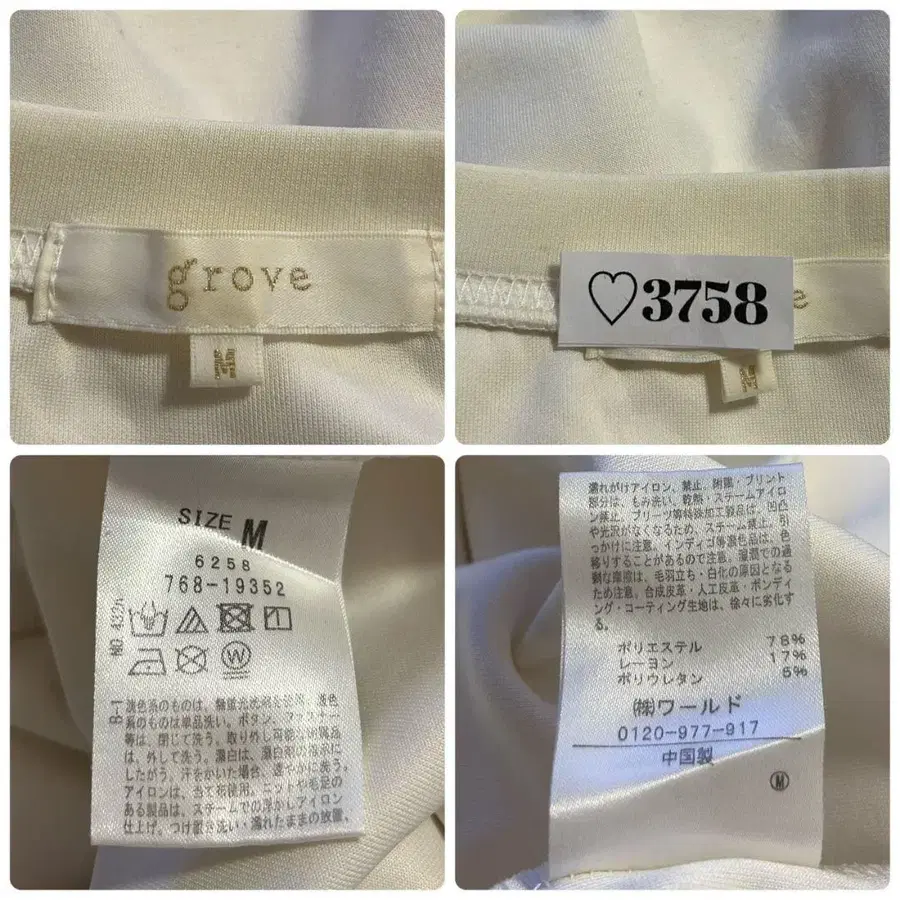 grove
♡3758
e
SIZE M
6258
768-19352
NO.432A
B-1
淡色系のものは、無蛍光洗剤を使用。濃色
系のものは単品洗い。ボタン、ファスナー
等は、閉じて洗う。取り外し可能な附属品
は、外して洗う。漂白は、漂白剤の指示に
したがう。汗をかいた場合、速やかに洗う。
アイロンは、当て布使用。ニットや毛足の
ある製品は、スチームでの浮かしアイロン
仕上げ。つけ置き洗い・濡れたままの放置、
濡れがけアイロン、禁止。附属・プリント
部分は、もみ洗い、乾燥・スチームアイロ
ン禁止。プリーツ等特殊加工製品は、凹凸
や光沢がなくなるため、スチーム禁止。引
っかけに注意。インディゴ等濃色品は、色
移りすることがあるので注意。着用での過
剰な摩擦は、毛羽立ち・白化の原因となる
ため注意。合成皮革・人工皮革・ボンディ
ング・コーティング生地は、徐々に劣化す
る。
ポリエステル 78%
レーヨン 17%
ポリウレタン 5%
㈱ワールド
0120-977-917
中国製
Ⓜ